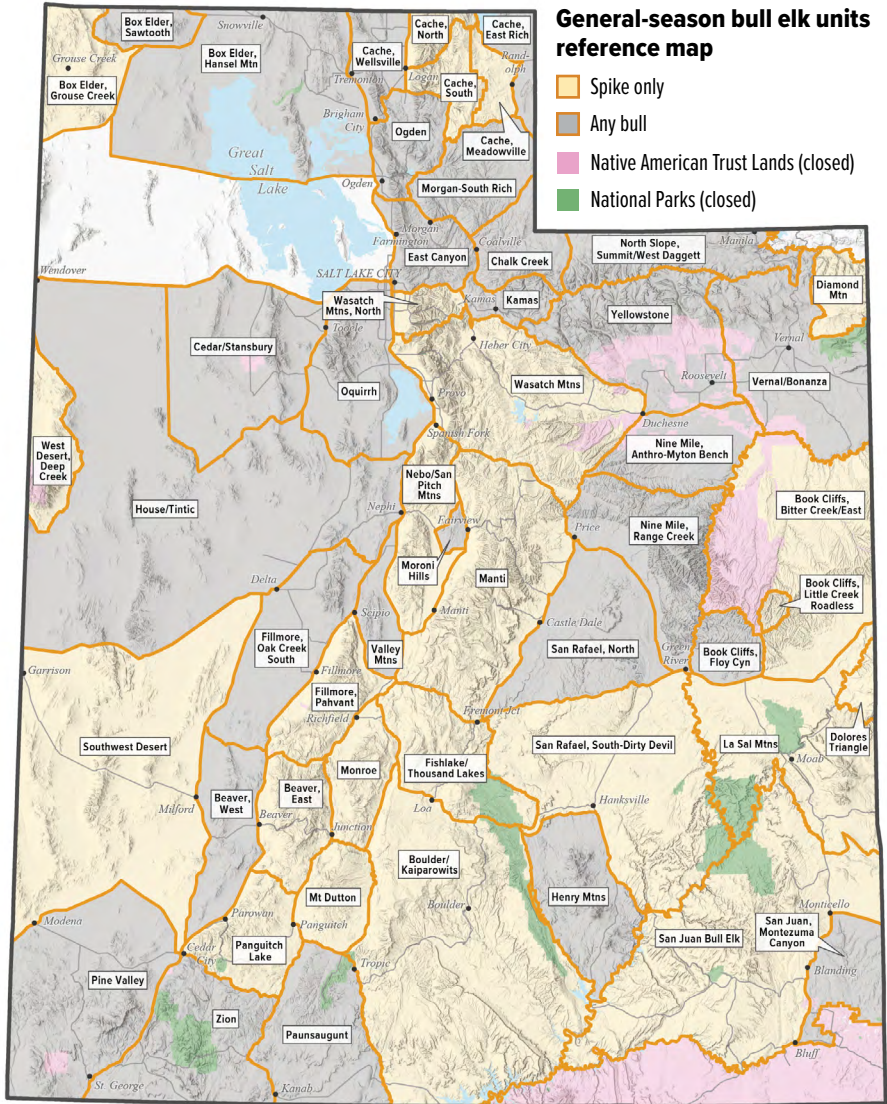 General-season bull elk units
reference map
Spike only
Any bull
Native American Trust Lands (closed)
National Parks (closed)
Box Elder,
Sawtooth
Snowville
Cache,
North
Cache,
East Rich
Grouse Creek
Box Elder,
Hansel Mtn
Cache,
Wellsville
Rand-
olph
Tremonton
Logan
Box Elder,
Grouse Creek
Cache,
South
Brigham
City
Ogden
Cache,
Meadowville
Great
Salt
Lake
Ogden
Morgan-South Rich
Morgan
Farmington
Coalville
East Canyon
Chalk Creek
North Slope,
Summit/West Daggett
Manila
Wendover
SALT LAKE CITY
Diamond
Mtn
Wasatch
Mtns, North
Kamas
Kamas
Yellowstone
Tooele
Heber City
Vernal
Cedar/Stansbury
Oquirrh
Wasatch Mtns
Roosevelt
Vernal/Bonanza
Provo
Duchesne
Spanish Fork
West
Desert,
Deep
Creek
Nine Mile,
Anthro-Myton Bench
Nebo/San
Pitch
Mtns
House/Tintic
Nephi
Fairview
Price
Nine Mile,
Range Creek
Book Cliffs,
Bitter Creek/East
Moroni
Hills
Manti
Delta
Book Cliffs,
Little Creek
Roadless
Scipio
Manti
Castle Dale
Fillmore,
Oak Creek
South
Valley
Mtns
San Rafael, North
Green
River
Book Cliffs,
Floy Cyn
Garrison
Fillmore
Fillmore,
Pahvant
Richfield
Fremont Jct
Southwest Desert
San Rafael, South-Dirty Devil
La Sal Mtns
Dolores
Triangle
Monroe
Fishlake/
Thousand Lakes
Moab
Beaver,
West
Beaver,
East
Milford
Loa
Hanksville
Beaver
Junction
Boulder/
Kaiparowits
Mt Dutton
Henry Mtns
Boulder
Monticello
Modena
Parowan
Panguitch
San Juan,
Montezuma
Canyon
Panguitch
Lake
San Juan Bull Elk
Cedar
City
Tropic
Blanding
Pine Valley
Zion
Paunsaugunt
Bluff
St. George
Kanab